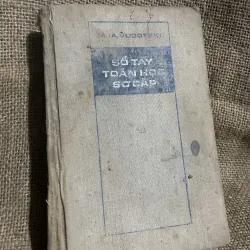 SỔ TAY
TOÁN HỌC
SƠ CẤP